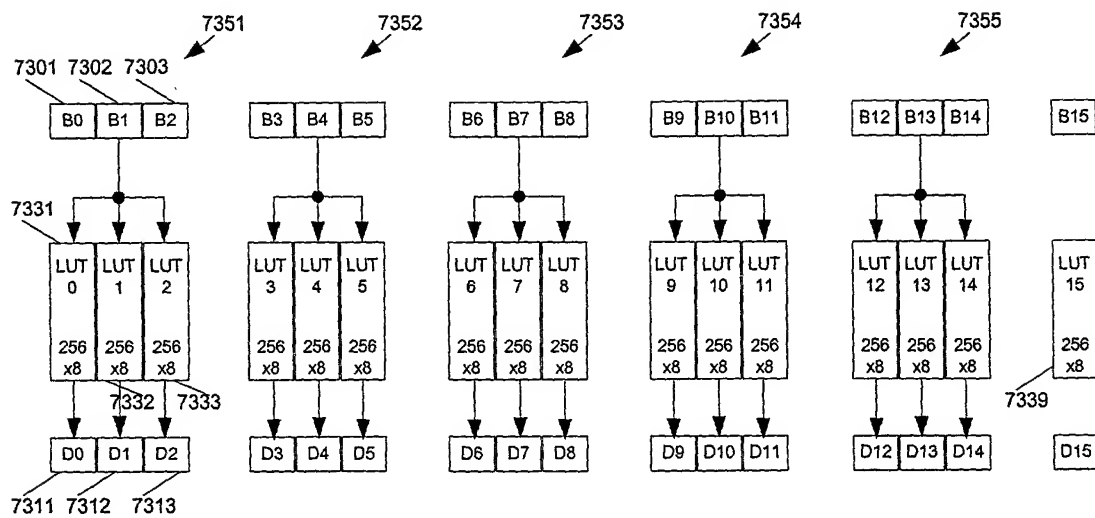 7351 7352 7353 7354 7355
7301 7302 7303
B0 B1 B2 B3 B4 B5 B6 B7 B8 B9 B10 B11 B12 B13 B14 B15
7331
LUT LUT LUT LUT LUT LUT LUT LUT LUT LUT LUT LUT LUT LUT LUT LUT
0 1 2 3 4 5 6 7 8 9 10 11 12 13 14 15
256 256 256 256 256 256 256 256 256 256 256 256 256 256 256 256
x8 x8 x8 x8 x8 x8 x8 x8 x8 x8 x8 x8 x8 x8 x8 x8
7332 7333 7339
D0 D1 D2 D3 D4 D5 D6 D7 D8 D9 D10 D11 D12 D13 D14 D15
7311 7312 7313